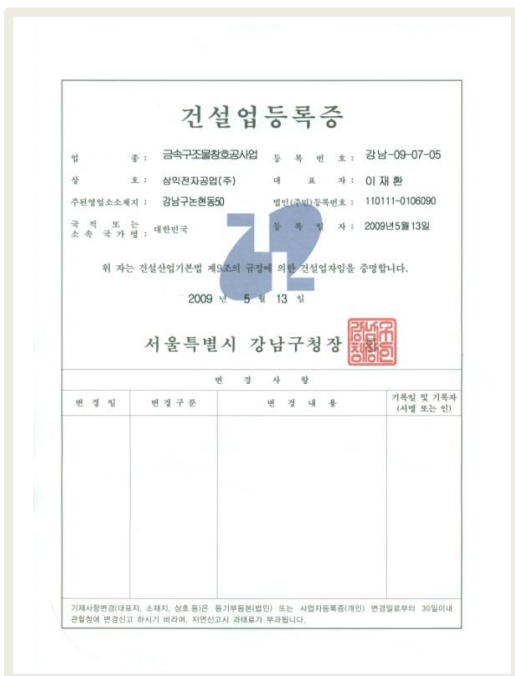 건설업등록증
업 종 : 금속구조물창호공사업 등 록 번 호 : 강남-09-07-05
상 호 : 삼익전자공업(주) 대 표 자 : 이 재 환
주된영업소소재지 : 강남구논현동50 법인(주민)등록번호 : 110111-0106090
국 적 또 는
소 속 국 가 명 : 대한민국 등 록 일 자 : 2009년5월13일
위 자는 건설산업기본법 제9조의 규정에 의한 건설업자임을 증명합니다.
2009 년 5 월 13 일
서울특별시 강남구청장
변 경 사 항
변 경 일 변 경 구 분 변 경 내 용 기록일 및 기록자
(서명 또는 인)
기재사항변경(대표자, 소재지, 상호 등)은 등기부등본(법인) 또는 사업자등록증(개인) 변경일로부터 30일이내
관할청에 변경신고 하시기 바라며, 지연신고시 과태료가 부과됩니다.